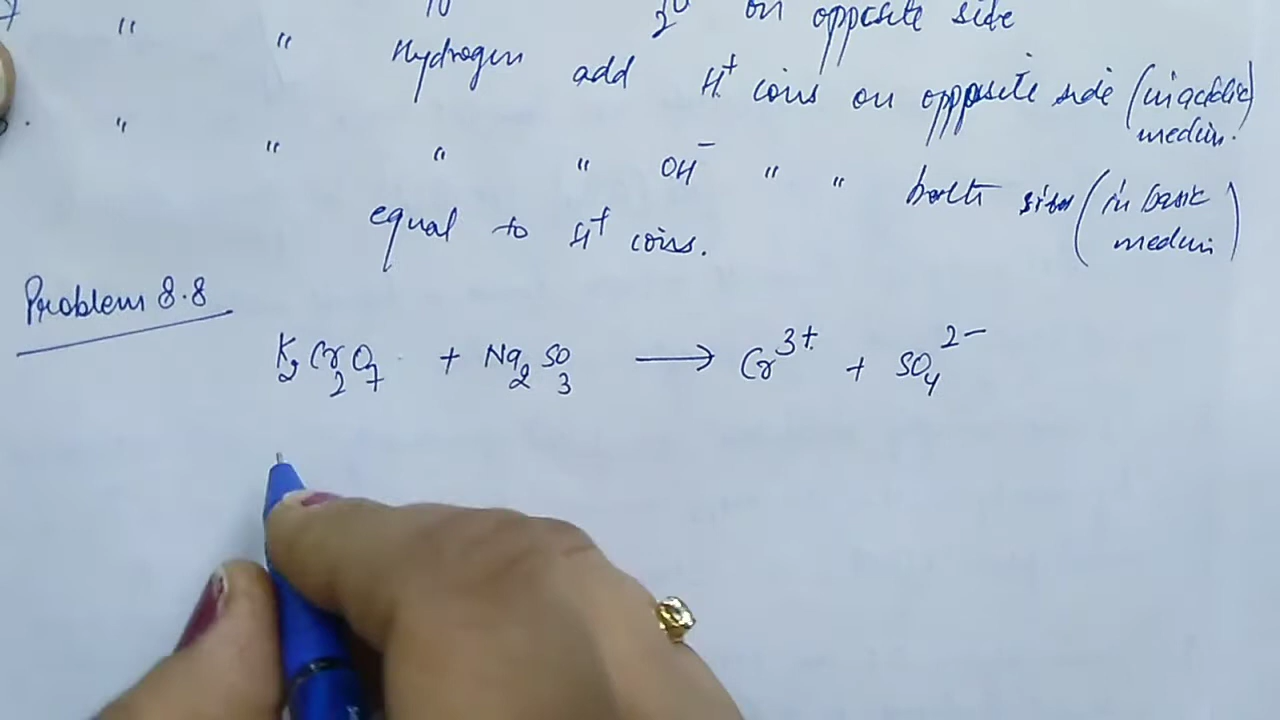 " " 2 on opposite side
Hydrogen add H⁺ ions on opposite side (in acidic medium.
" " " " OH⁻ " " both sides (in basic medium)
equal to H⁺ ions.
Problem 8.8
K₂Cr₂O₇ + Na₂SO₃ ⟶ Cr³⁺ + SO₄²⁻